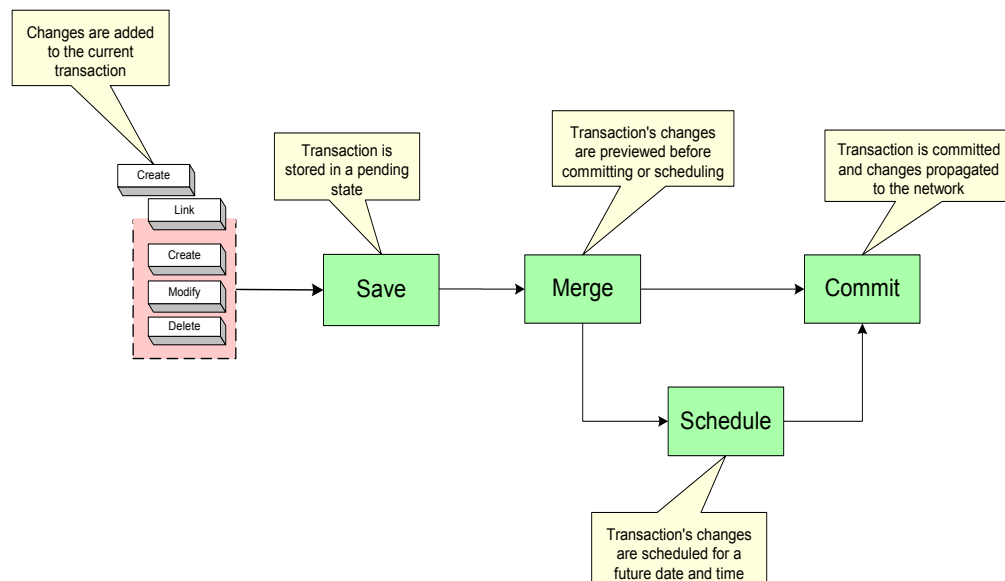 Changes are added
to the current
transaction
Create
Link
Create
Modify
Delete
Transaction is
stored in a pending
state
Save
Transaction's changes
are previewed before
committing or scheduling
Merge
Transaction is committed
and changes propagated
to the network
Commit
Schedule
Transaction's changes
are scheduled for a
future date and time